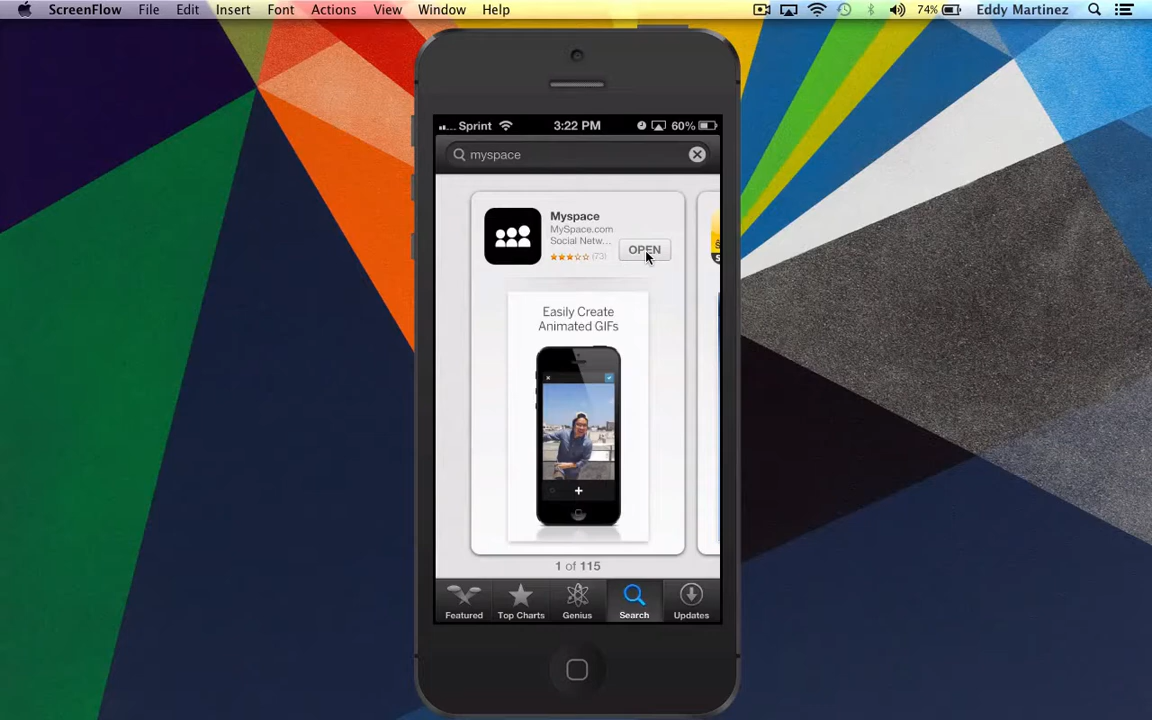 ScreenFlow File Edit Insert Font Actions View Window Help 74% Eddy Martinez
Sprint 3:22 PM 60%
myspace
Myspace
MySpace.com
Social Netw...
(73)
OPEN
Easily Create
Animated GIFs
1 of 115
Featured Top Charts Genius Search Updates